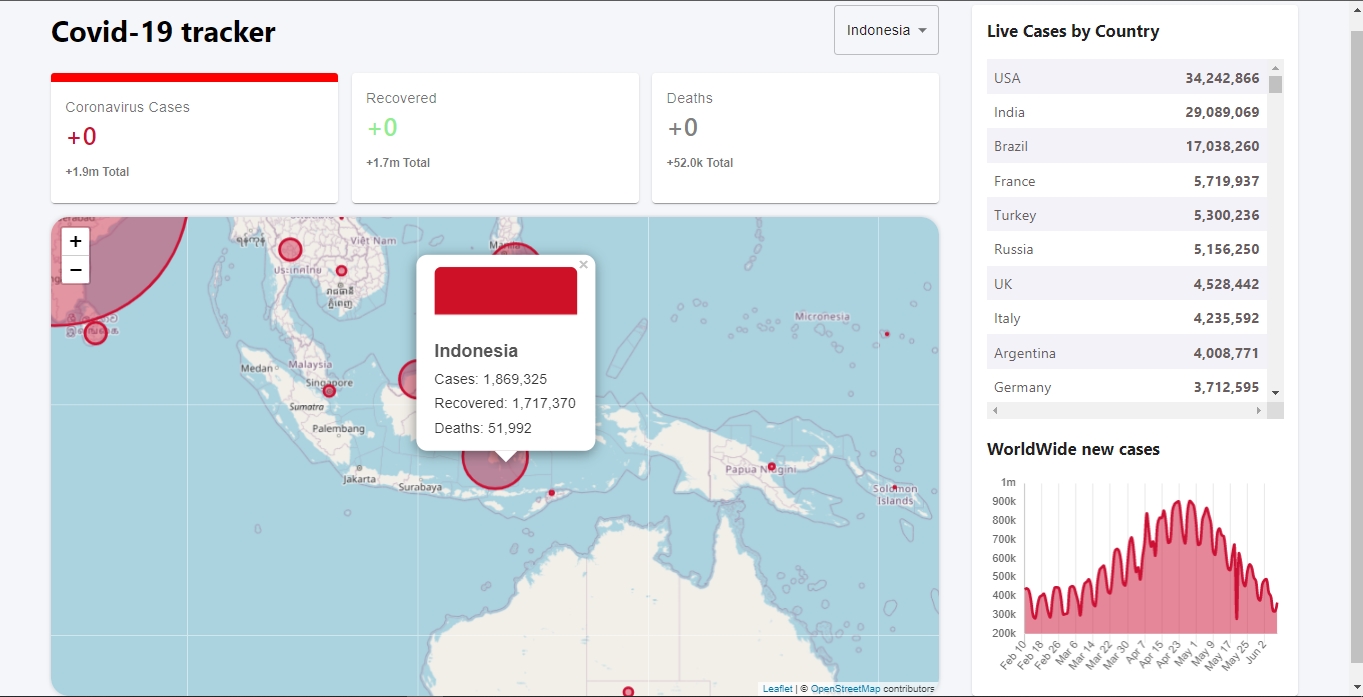 Covid-19 tracker
Indonesia
Coronavirus Cases
+0
+1.9m Total
Recovered
+0
+1.7m Total
Deaths
+0
+52.0k Total
+
−
Việt Nam
ประเทศไทย
Micronesia
Medan
Malaysia
Singapore
Sumatra
Palembang
Jakarta
Surabaya
Solomon
Islands
×
Indonesia
Cases: 1,869,325
Recovered: 1,717,370
Deaths: 51,992
Leaflet | © OpenStreetMap contributors
Live Cases by Country
USA 34,242,866
India 29,089,069
Brazil 17,038,260
France 5,719,937
Turkey 5,300,236
Russia 5,156,250
UK 4,528,442
Italy 4,235,592
Argentina 4,008,771
Germany 3,712,595
WorldWide new cases
1m
900k
800k
700k
600k
500k
400k
300k
200k
Feb 10 Feb 18 Feb 26 Mar 6 Mar 14 Mar 22 Mar 30 Apr 7 Apr 15 Apr 23 May 1 May 9 May 17 May 25 Jun 2